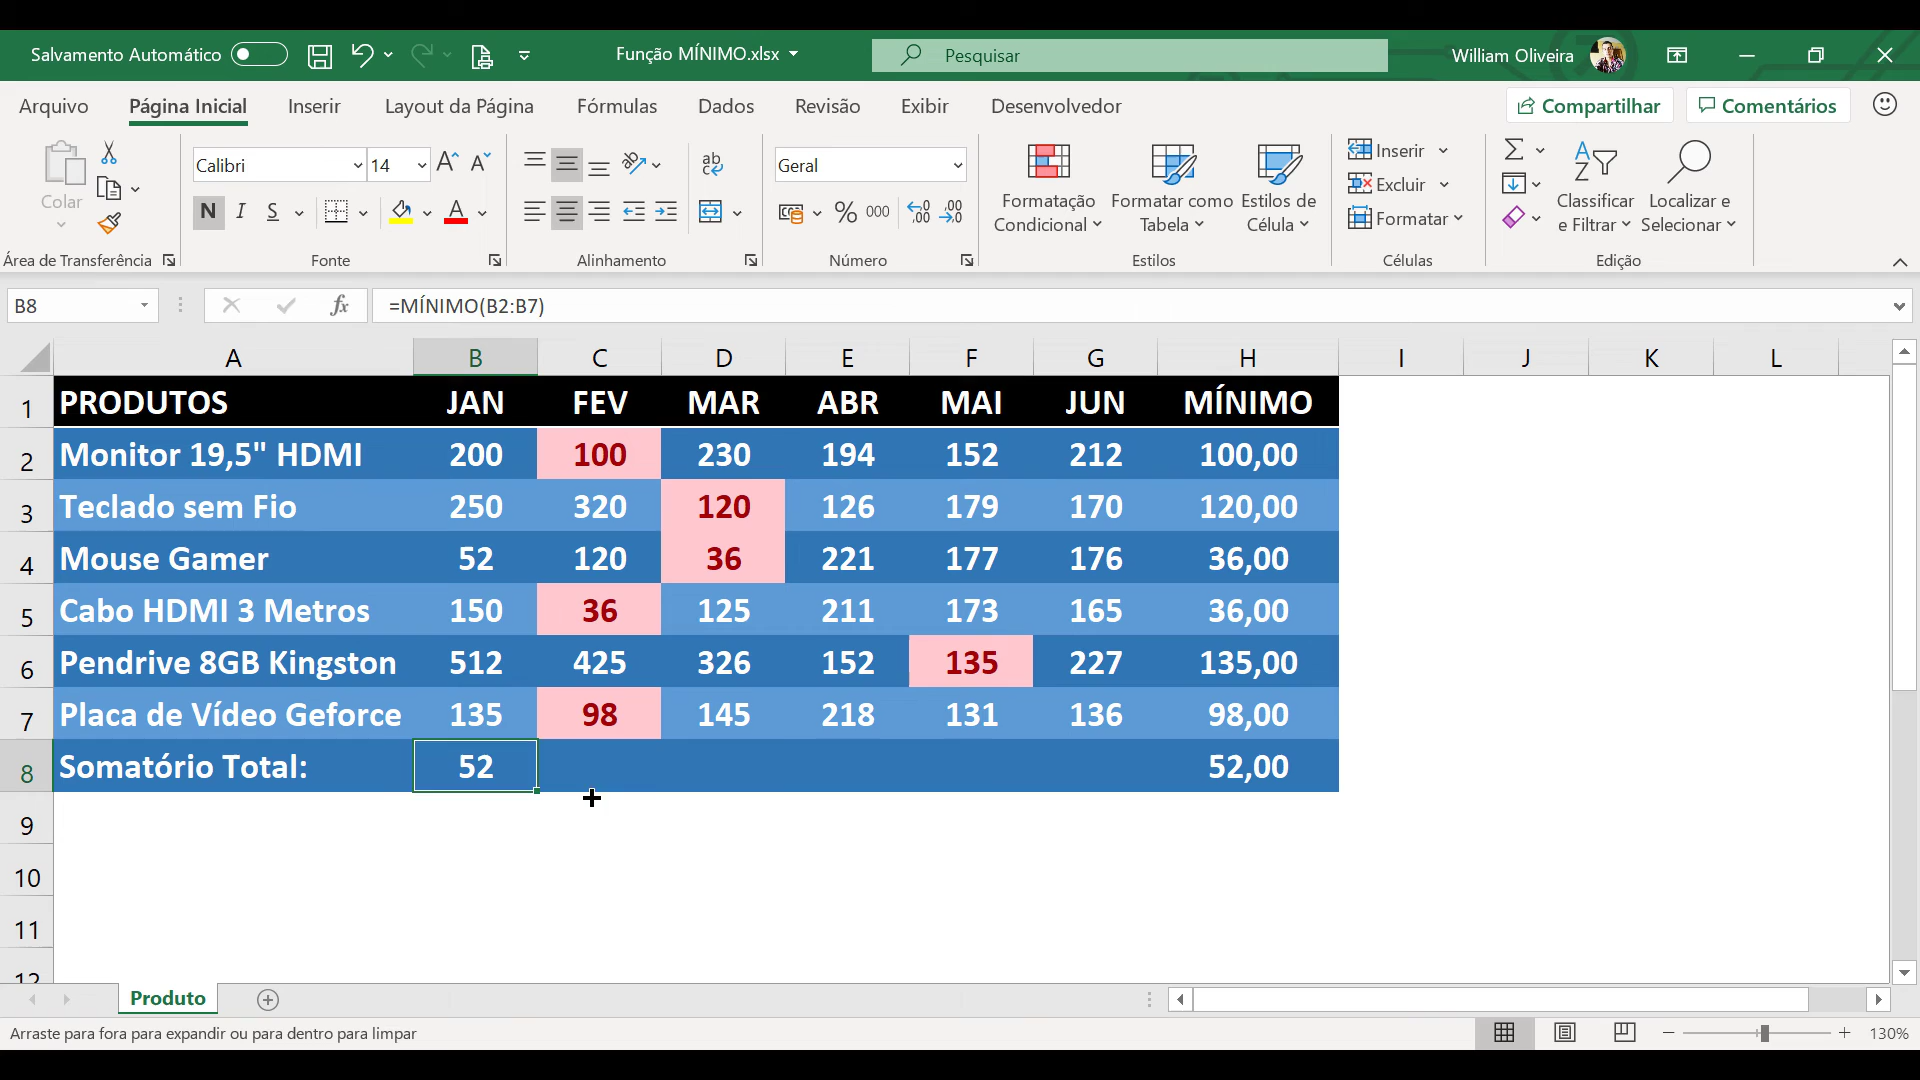 Salvamento Automático
Função MÍNIMO.xlsx
Pesquisar
William Oliveira
Arquivo Página Inicial Inserir Layout da Página Fórmulas Dados Revisão Exibir Desenvolvedor
Compartilhar Comentários
Colar
Área de Transferência
Calibri 14
N I S A
Fonte
ab
Alinhamento
Geral
% 000
Número
Formatação Condicional
Formatar como Tabela
Estilos de Célula
Estilos
Inserir
Excluir
Formatar
Células
Classificar e Filtrar
Localizar e Selecionar
Edição
B8 fx =MÍNIMO(B2:B7)
A B C D E F G H I J K L
1 PRODUTOS JAN FEV MAR ABR MAI JUN MÍNIMO
2 Monitor 19,5" HDMI 200 100 230 194 152 212 100,00
3 Teclado sem Fio 250 320 120 126 179 170 120,00
4 Mouse Gamer 52 120 36 221 177 176 36,00
5 Cabo HDMI 3 Metros 150 36 125 211 173 165 36,00
6 Pendrive 8GB Kingston 512 425 326 152 135 227 135,00
7 Placa de Vídeo Geforce 135 98 145 218 131 136 98,00
8 Somatório Total: 52 52,00
9
10
11
12
Produto
Arraste para fora para expandir ou para dentro para limpar
130%